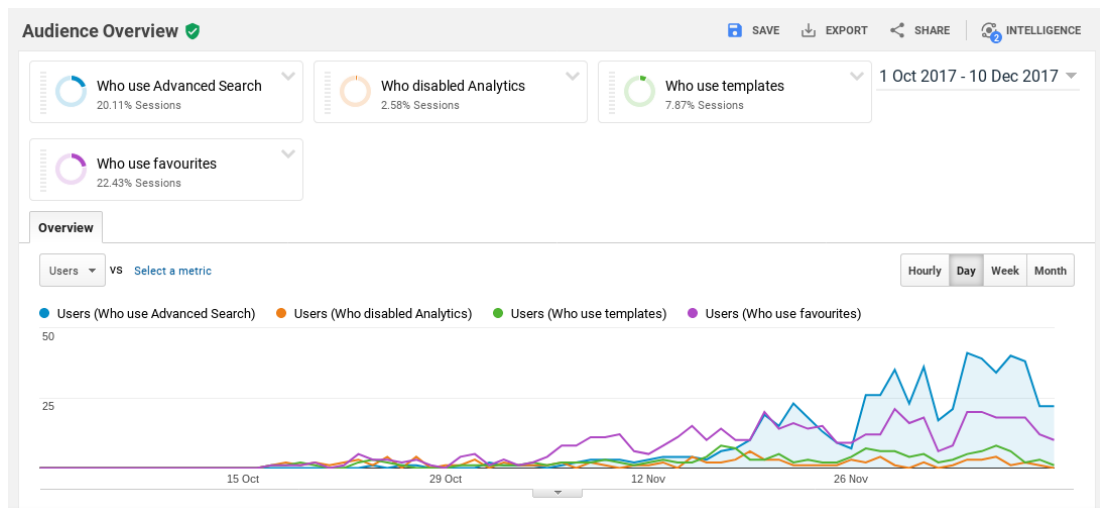 Audience Overview
SAVE EXPORT SHARE INTELLIGENCE
2
Who use Advanced Search
20.11% Sessions
Who disabled Analytics
2.58% Sessions
Who use templates
7.87% Sessions
1 Oct 2017 - 10 Dec 2017
Who use favourites
22.43% Sessions
Overview
Users VS Select a metric
Hourly Day Week Month
Users (Who use Advanced Search) Users (Who disabled Analytics) Users (Who use templates) Users (Who use favourites)
50
25
15 Oct 29 Oct 12 Nov 26 Nov